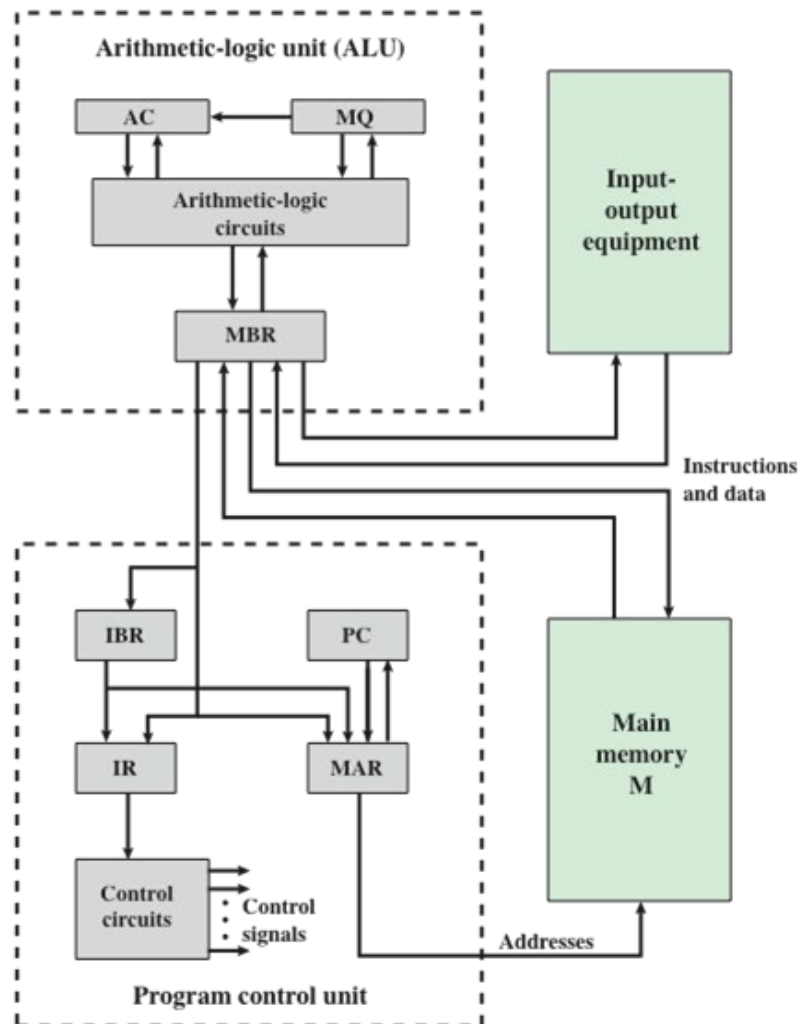 Arithmetic-logic unit (ALU)
AC
MQ
Arithmetic-logic
circuits
MBR
Input-
output
equipment
Instructions
and data
IBR
PC
IR
MAR
Main
memory
M
Control
circuits
Control
signals
Addresses
Program control unit